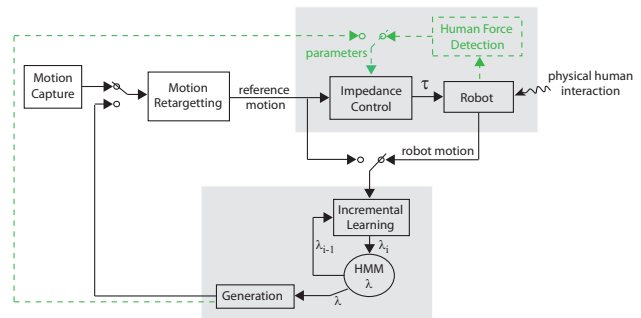 Human Force
Detection
parameters
Motion
Capture
Motion
Retargetting
reference
motion
Impedance
Control
τ
Robot
physical human
interaction
robot motion
Incremental
Learning
λi-1
λi
HMM
λ
Generation
λ